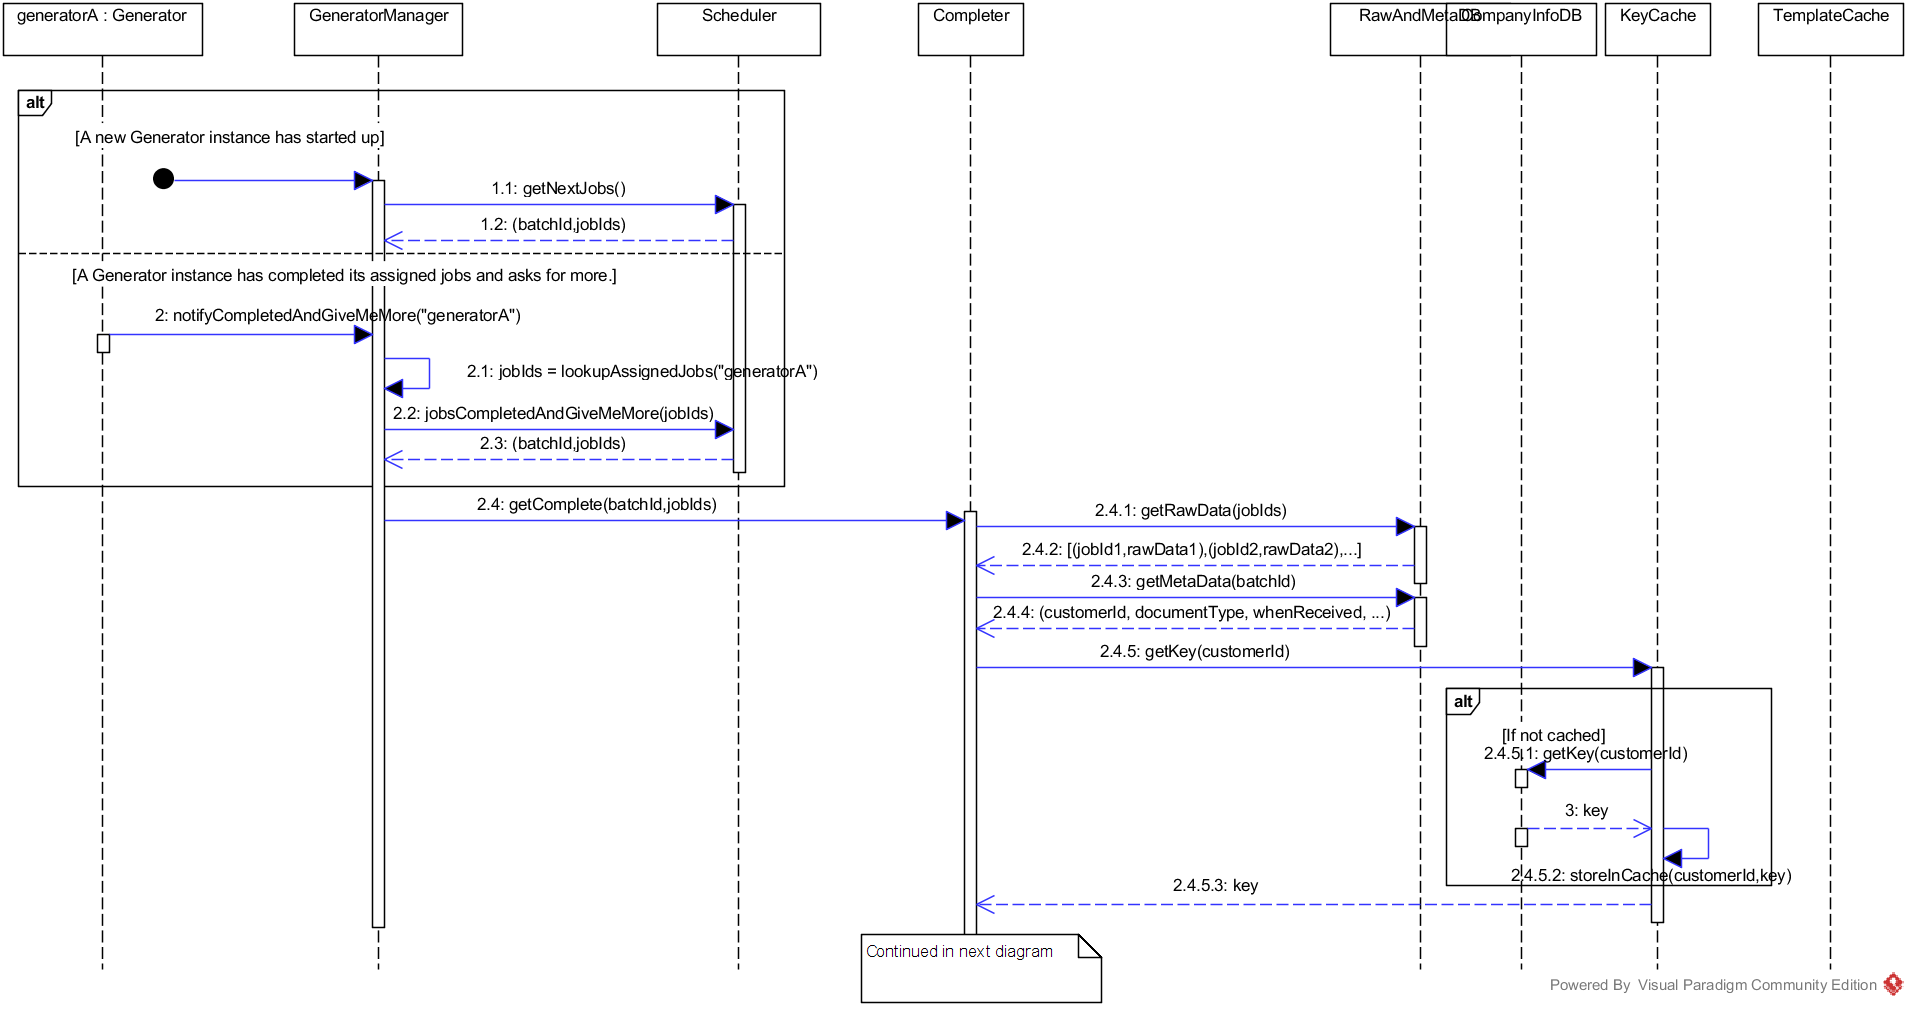 generatorA : Generator
GeneratorManager
Scheduler
Completer
RawAndMetaDB
CompanyInfoDB
KeyCache
TemplateCache
alt
[A new Generator instance has started up]
1.1: getNextJobs()
1.2: (batchId,jobIds)
[A Generator instance has completed its assigned jobs and asks for more.]
2: notifyCompletedAndGiveMeMore("generatorA")
2.1: jobIds = lookupAssignedJobs("generatorA")
2.2: jobsCompletedAndGiveMeMore(jobIds)
2.3: (batchId,jobIds)
2.4: getComplete(batchId,jobIds)
2.4.1: getRawData(jobIds)
2.4.2: [(jobId1,rawData1),(jobId2,rawData2),...]
2.4.3: getMetaData(batchId)
2.4.4: (customerId, documentType, whenReceived, ...)
2.4.5: getKey(customerId)
alt
[If not cached]
2.4.5.1: getKey(customerId)
3: key
2.4.5.2: storeInCache(customerId,key)
2.4.5.3: key
Continued in next diagram
Powered By Visual Paradigm Community Edition